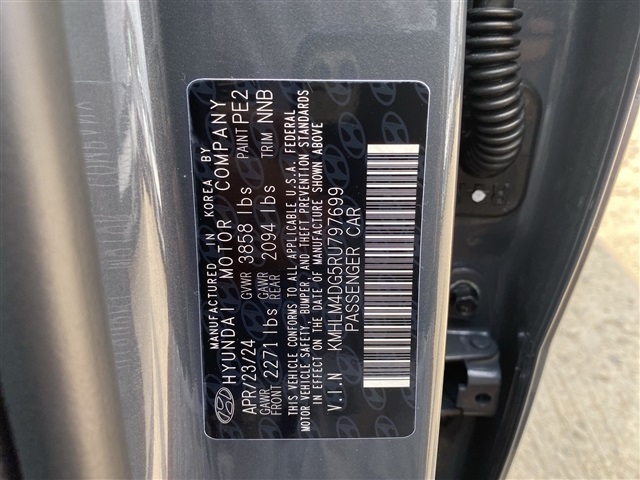 MANUFACTURED IN KOREA BY
HYUNDAI MOTOR COMPANY
APR/23/24 GVWR 3858 lbs PAINT PE2
GAWR FRONT 2271 lbs GAWR REAR 2094 lbs TRIM NNB
THIS VEHICLE CONFORMS TO ALL APPLICABLE U.S.A. FEDERAL
MOTOR VEHICLE SAFETY, BUMPER, AND THEFT PREVENTION STANDARDS
IN EFFECT ON THE DATE OF MANUFACTURE SHOWN ABOVE
V.I.N KMHLM4DG5RU797699
PASSENGER CAR